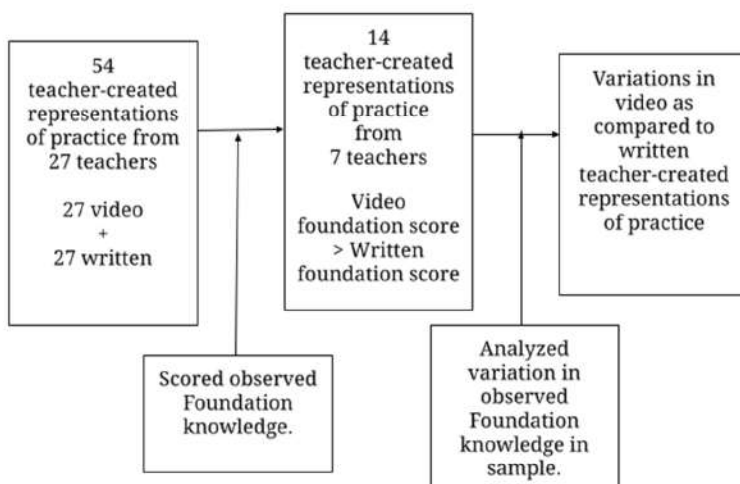 54
teacher-created
representations
of practice from
27 teachers
27 video
+
27 written
14
teacher-created
representations
of practice
from
7 teachers
Video
foundation score
> Written
foundation score
Variations in
video as
compared to
written
teacher-created
representations
of practice
Scored observed
Foundation
knowledge.
Analyzed
variation in
observed
Foundation
knowledge in
sample.